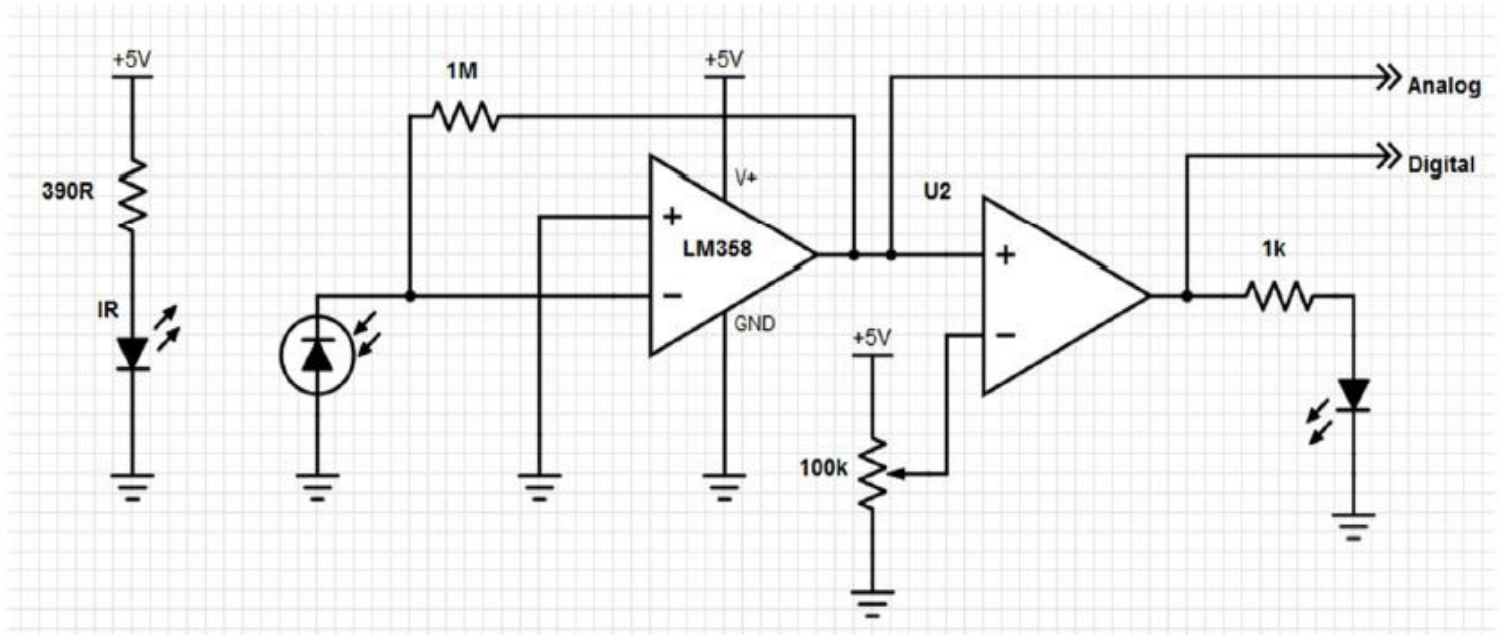 +5V
1M
+5V
Analog
Digital
390R
V+
U2
+
LM358
+
1k
IR
−
GND
+5V
−
100k